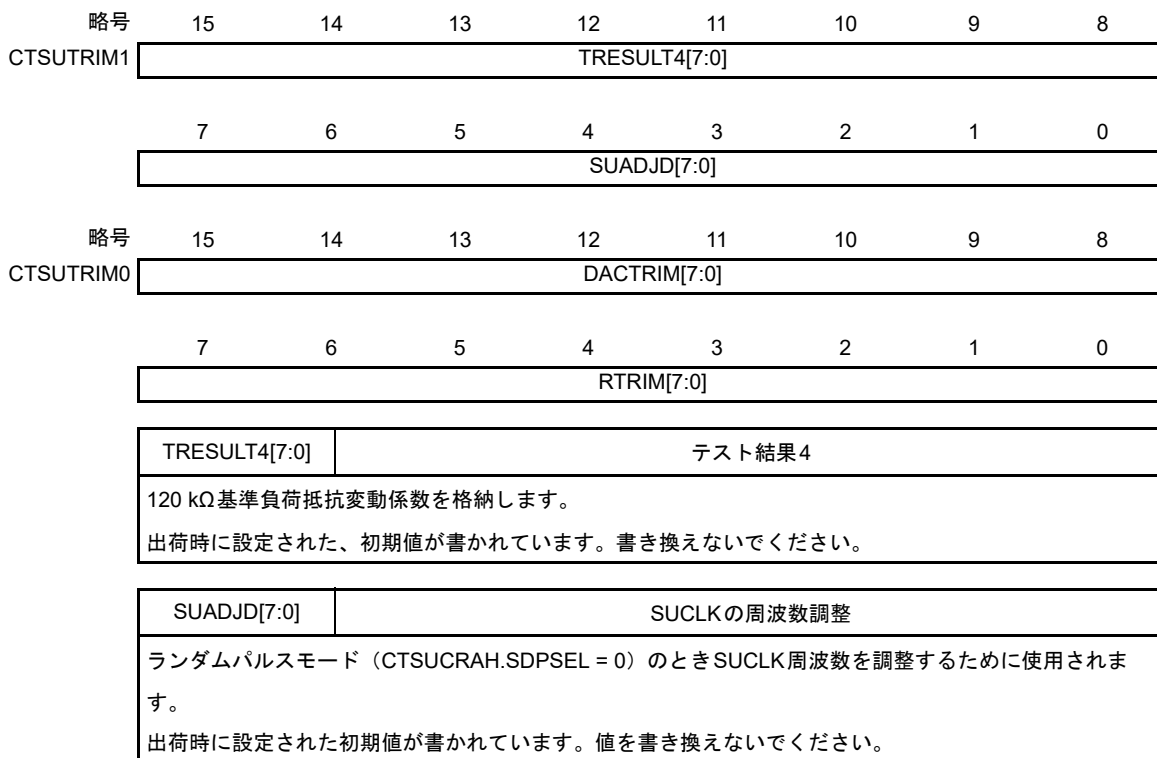 略号 15 14 13 12 11 10 9 8
CTSUTRIM1 TRESULT4[7:0]
7 6 5 4 3 2 1 0
SUADJD[7:0]
略号 15 14 13 12 11 10 9 8
CTSUTRIM0 DACTRIM[7:0]
7 6 5 4 3 2 1 0
RTRIM[7:0]
TRESULT4[7:0] テスト結果4
120 kΩ基準負荷抵抗変動係数を格納します。
出荷時に設定された、初期値が書かれています。書き換えないでください。
SUADJD[7:0] SUCLKの周波数調整
ランダムパルスモード（CTSUCRAH.SDPSEL = 0）のときSUCLK周波数を調整するために使用されま
す。
出荷時に設定された初期値が書かれています。値を書き換えないでください。